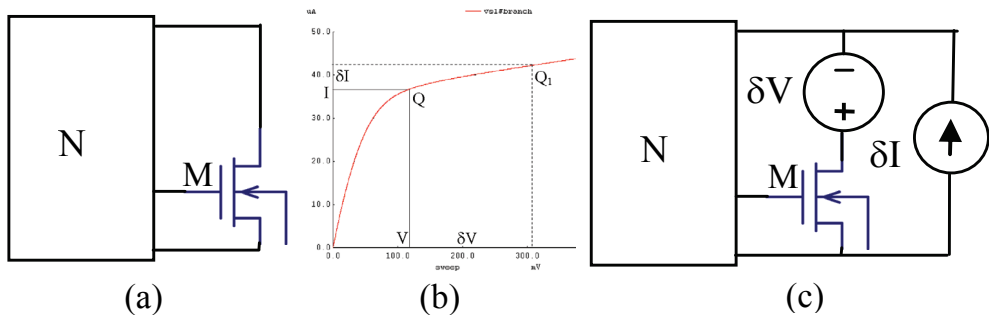 N
M
(a)
uA
vsl#branch
50.0
40.0
δI
I
30.0
20.0
10.0
0.0
Q
Q1
V
δV
0.0
100.0
200.0
300.0
sweep
mV
(b)
N
M
δV
−
+
δI
(c)